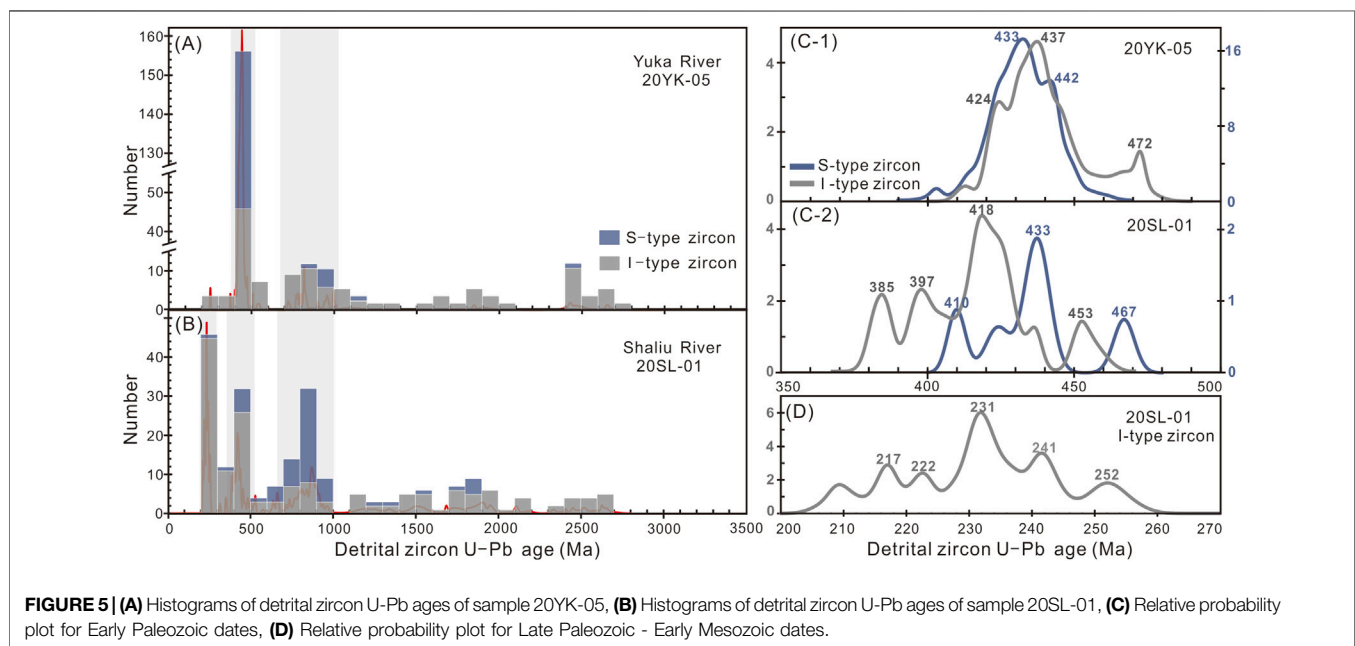 (A)
Yuka River
20YK-05
160
150
140
130
50
40
10
0
Number
S-type zircon
I-type zircon
(B)
Shaliu River
20SL-01
40
30
20
10
0
Number
0 500 1000 1500 2000 2500 3000 3500
Detrital zircon U-Pb age (Ma)
(C-1)
20YK-05
433
437
442
424
472
4
2
0
16
8
0
S-type zircon
I-type zircon
(C-2)
20SL-01
418
433
397
385
410
453
467
4
2
0
2
1
0
350 400 450 500
(D)
20SL-01
I-type zircon
231
241
217
222
252
6
4
2
0
200 210 220 230 240 250 260 270
Detrital zircon U-Pb age (Ma)
FIGURE 5 | (A) Histograms of detrital zircon U-Pb ages of sample 20YK-05, (B) Histograms of detrital zircon U-Pb ages of sample 20SL-01, (C) Relative probability
plot for Early Paleozoic dates, (D) Relative probability plot for Late Paleozoic - Early Mesozoic dates.